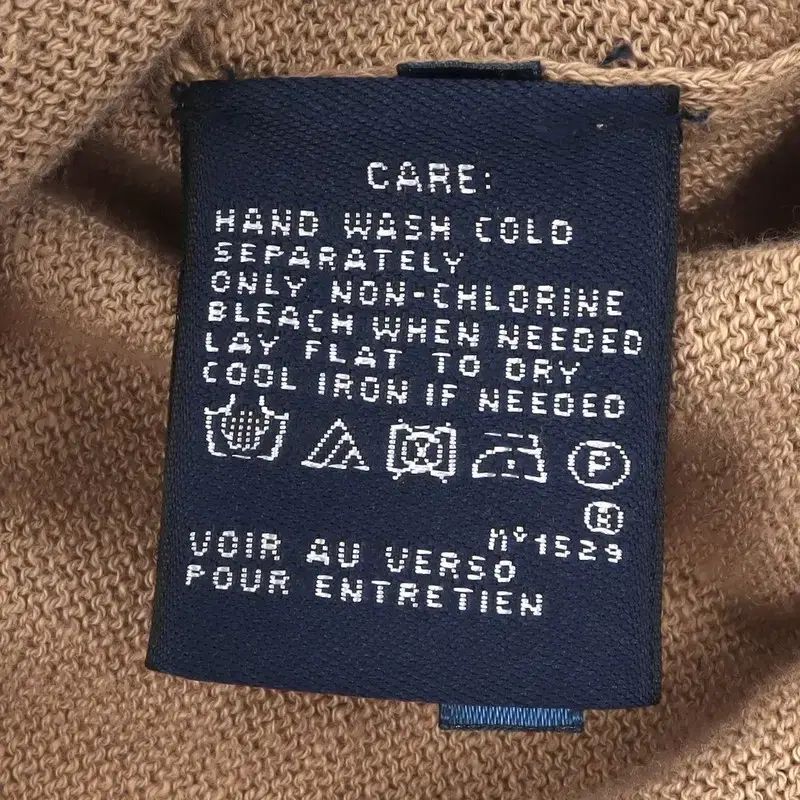 CARE:
HAND WASH COLD
SEPARATELY
ONLY NON-CHLORINE
BLEACH WHEN NEEDED
LAY FLAT TO DRY
COOL IRON IF NEEDED
P
®
Nº1529
VOIR AU VERSO
POUR ENTRETIEN